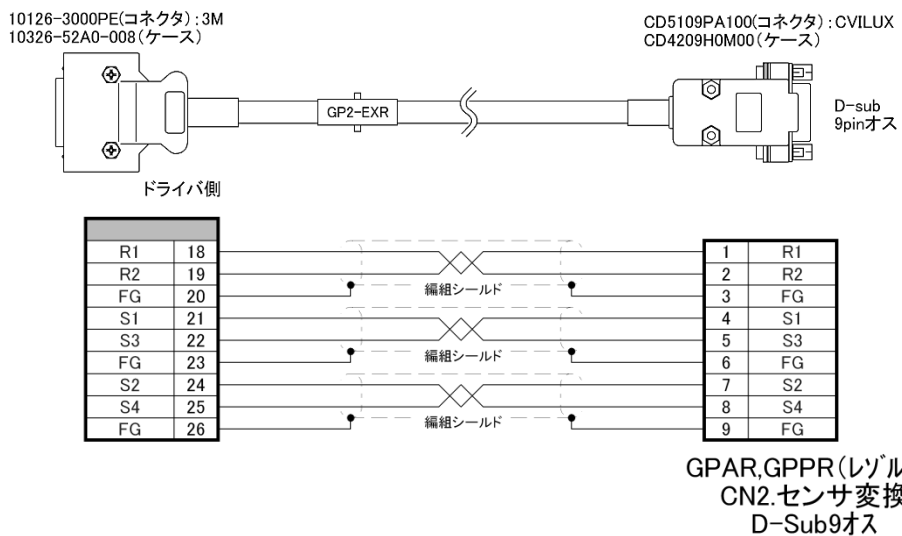 10126-3000PE(コネクタ):3M
10326-52A0-008(ケース)
CD5109PA100(コネクタ):CVILUX
CD4209H0M00(ケース)
GP2-EXR
D-sub
9pinオス
ドライバ側
R1 18
R2 19
FG 20
S1 21
S3 22
FG 23
S2 24
S4 25
FG 26
編組シールド
編組シールド
編組シールド
1 R1
2 R2
3 FG
4 S1
5 S3
6 FG
7 S2
8 S4
9 FG
GPAR,GPPR(レゾル
CN2.センサ変換
D-Sub9オス